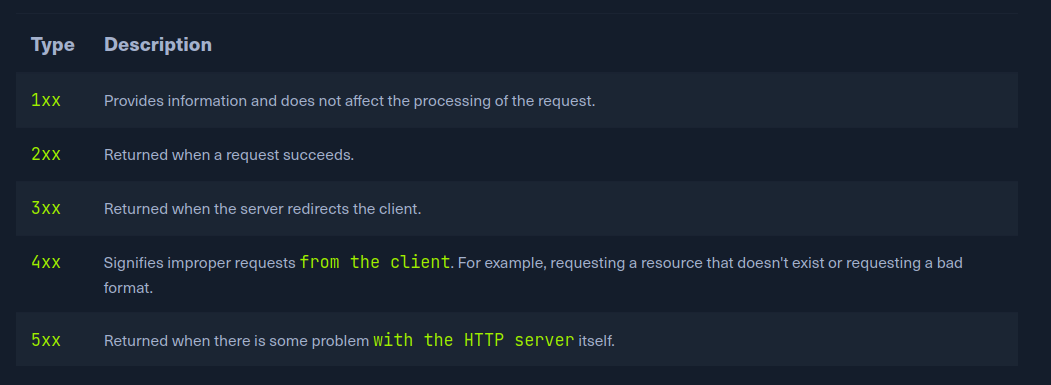 Type Description
1xx Provides information and does not affect the processing of the request.
2xx Returned when a request succeeds.
3xx Returned when the server redirects the client.
4xx Signifies improper requests from the client. For example, requesting a resource that doesn't exist or requesting a bad
format.
5xx Returned when there is some problem with the HTTP server itself.